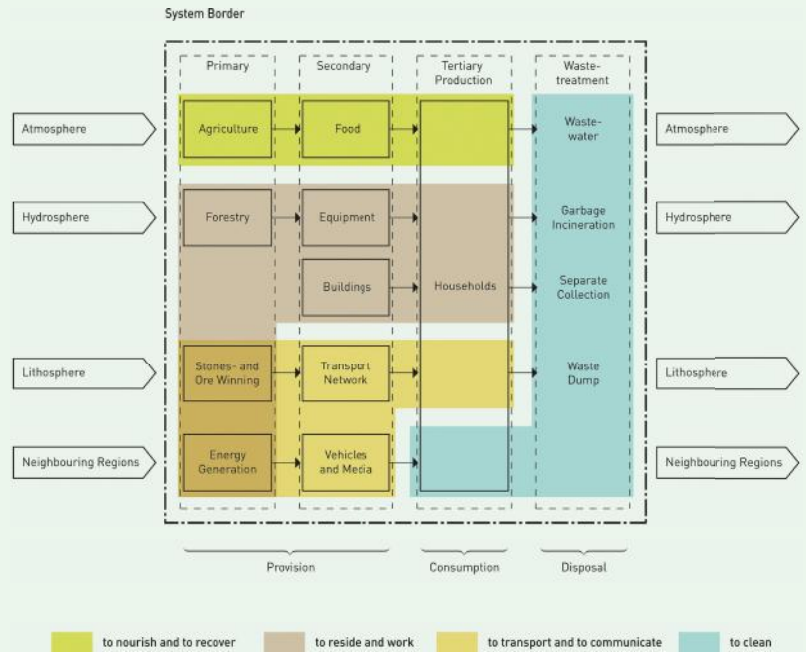 System Border
Primary
Secondary
Tertiary
Production
Waste-
treatment
Atmosphere
Agriculture
Food
Waste-
water
Atmosphere
Hydrosphere
Forestry
Equipment
Garbage
Incineration
Hydrosphere
Buildings
Households
Separate
Collection
Lithosphere
Stones- and
Ore Winning
Transport
Network
Waste
Dump
Lithosphere
Neighbouring Regions
Energy
Generation
Vehicles
and Media
Neighbouring Regions
Provision
Consumption
Disposal
to nourish and to recover
to reside and work
to transport and to communicate
to clean